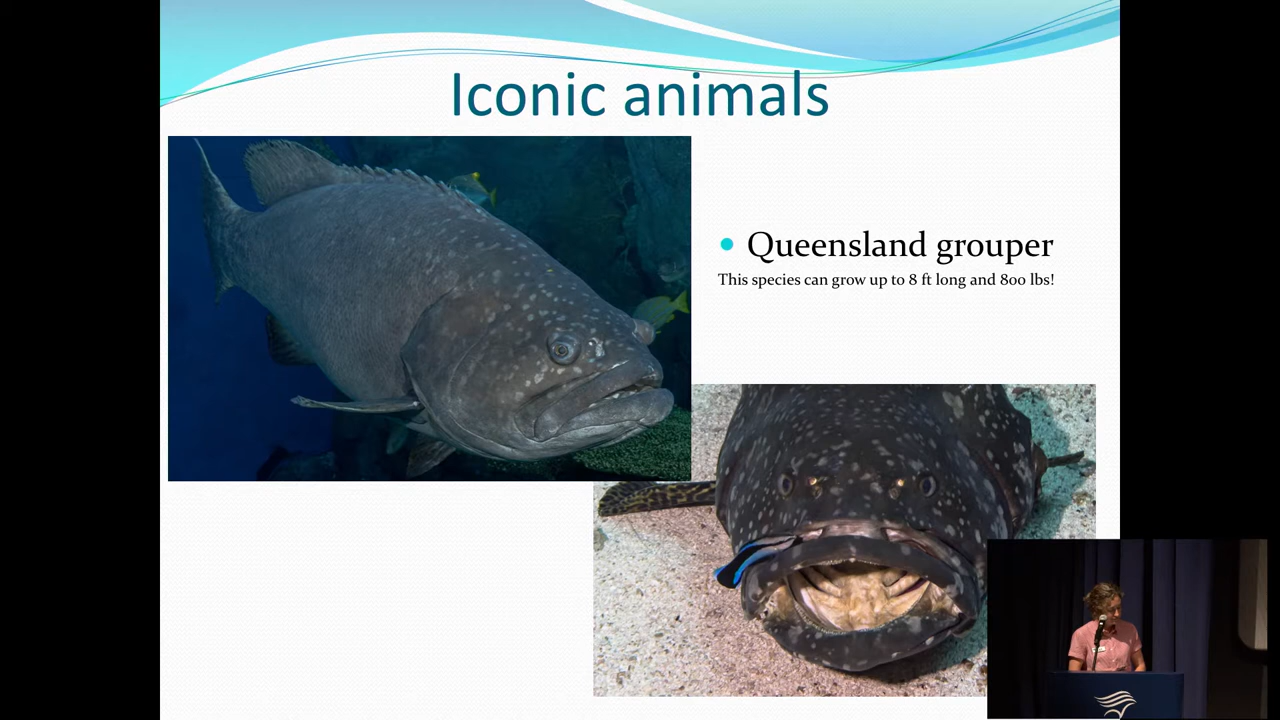 Iconic animals
Queensland grouper
This species can grow up to 8 ft long and 800 lbs!